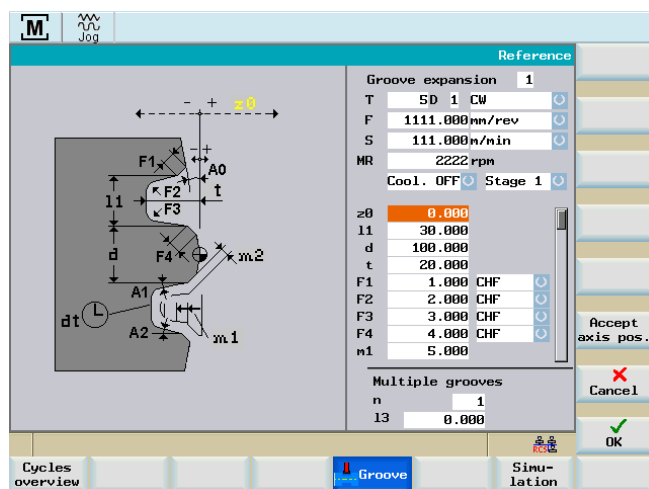 M
Jog
Reference
- + z0
Groove expansion 1
T 5 D 1 CW
F 1111.000 mm/rev
S 111.000 m/min
MR 2222 rpm
Cool. OFF Stage 1
z0 0.000
l1 30.000
d 100.000
t 20.000
F1 1.000 CHF
F2 2.000 CHF
F3 3.000 CHF
F4 4.000 CHF
m1 5.000
Multiple grooves
n 1
l3 0.000
- +
F1
A0
F2 t
l1
F3
d F4 m2
A1
dt
A2 m1
Accept
axis pos.
Cancel
OK
RCS
Cycles
overview
Groove
Simu-
lation